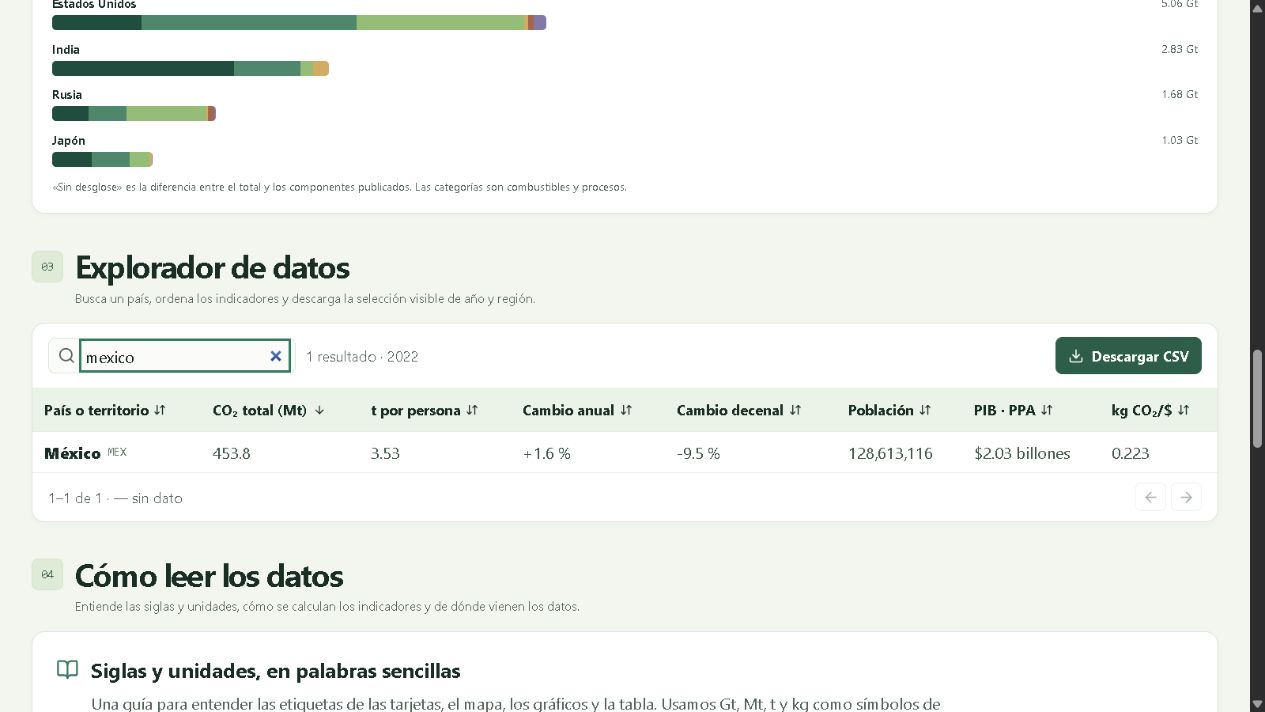 Estados Unidos 5.06 Gt
India 2.83 Gt
Rusia 1.68 Gt
Japón 1.03 Gt
«Sin desglose» es la diferencia entre el total y los componentes publicados. Las categorías son combustibles y procesos.
03 Explorador de datos
Busca un país, ordena los indicadores y descarga la selección visible de año y región.
mexico 1 resultado · 2022 Descargar CSV
País o territorio CO₂ total (Mt) t por persona Cambio anual Cambio decenal Población PIB · PPA kg CO₂/$
México MEX 453.8 3.53 +1.6 % -9.5 % 128,613,116 $2.03 billones 0.223
1–1 de 1 · — sin dato
04 Cómo leer los datos
Entiende las siglas y unidades, cómo se calculan los indicadores y de dónde vienen los datos.
Siglas y unidades, en palabras sencillas
Una guía para entender las etiquetas de las tarjetas, el mapa, los gráficos y la tabla. Usamos Gt, Mt, t y kg como símbolos de